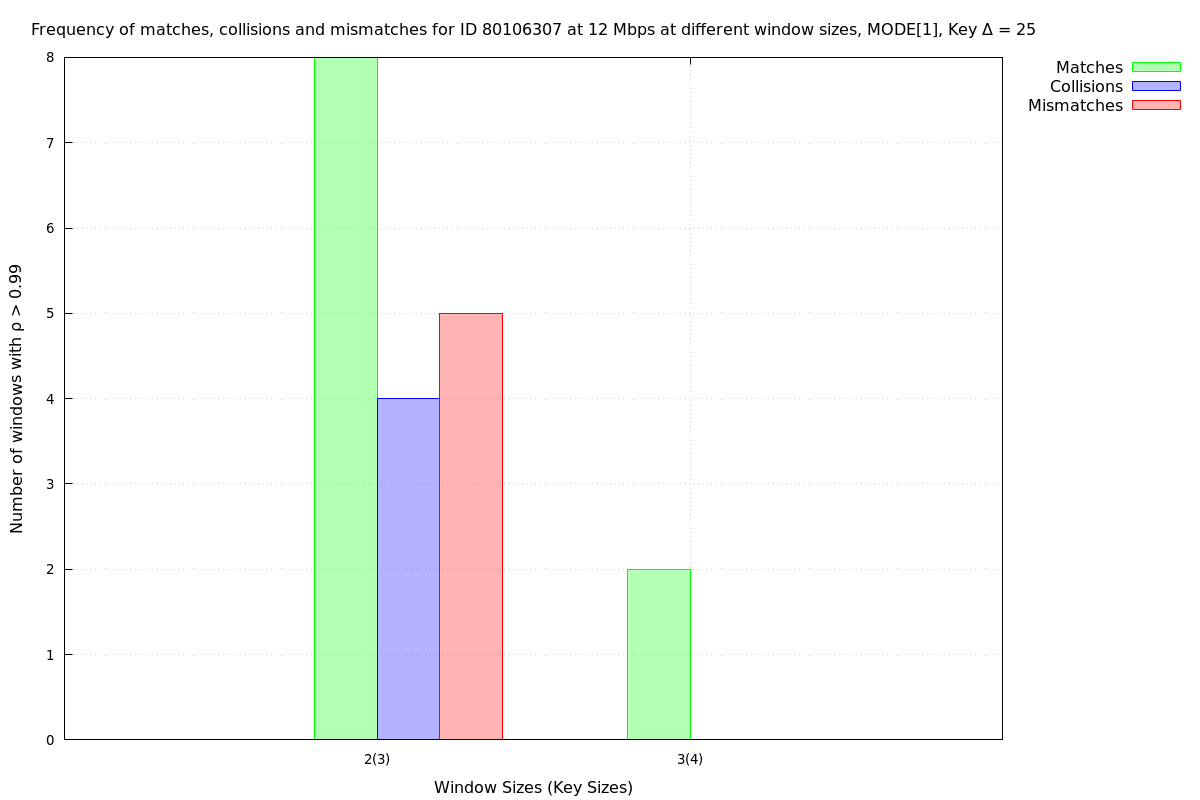 Frequency of matches, collisions and mismatches for ID 80106307 at 12 Mbps at different window sizes, MODE[1], Key Δ = 25
Matches
Collisions
Mismatches
Number of windows with ρ > 0.99
8
7
6
5
4
3
2
1
0
2(3)
3(4)
Window Sizes (Key Sizes)